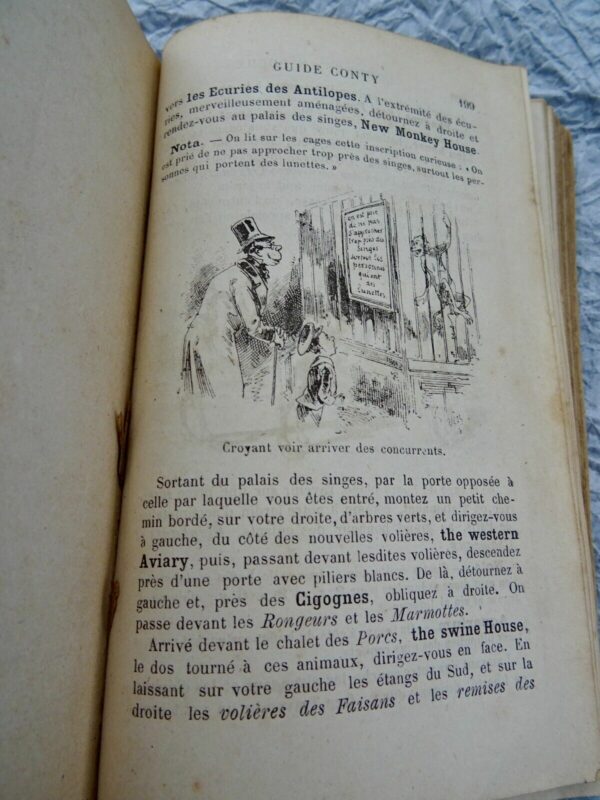 GUIDE CONTY
199
vers les Ecuries des Antilopes. A l'extrémité des écu-
ries, merveilleusement aménagées, détournez à droite et
rendez-vous au palais des singes, New Monkey House.
Nota. — On lit sur les cages cette inscription curieuse : « On
est prié de ne pas approcher trop près des singes, surtout les per-
sonnes qui portent des lunettes. »
on est prié
de ne pas
s'approcher
trop près des
singes
surtout les
personnes
qui ont
des
lunettes
Croyant voir arriver des concurrents.
Sortant du palais des singes, par la porte opposée à
celle par laquelle vous êtes entré, montez un petit che-
min bordé, sur votre droite, d'arbres verts, et dirigez-vous
à gauche, du côté des nouvelles volières, the western
Aviary, puis, passant devant lesdites volières, descendez
près d'une porte avec piliers blancs. De là, détournez à
gauche et, près des Cigognes, obliquez à droite. On
passe devant les Rongeurs et les Marmottes.
Arrivé devant le chalet des Porcs, the swine House,
le dos tourné à ces animaux, dirigez-vous en face. En
laissant sur votre gauche les étangs du Sud, et sur la
droite les volières des Faisans et les remises des